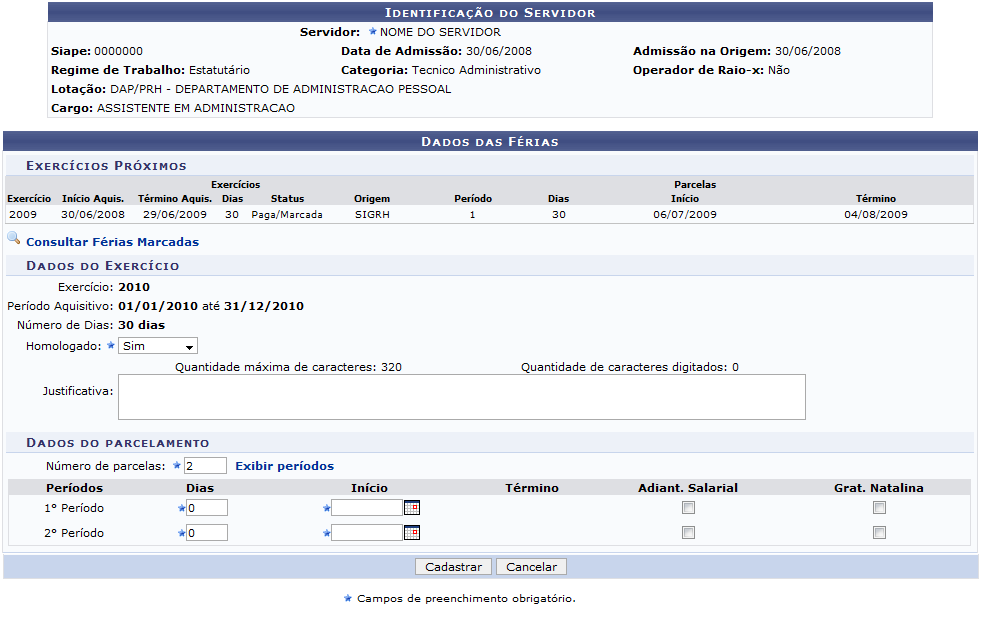 IDENTIFICAÇÃO DO SERVIDOR
Servidor: NOME DO SERVIDOR
Siape: 0000000 Data de Admissão: 30/06/2008 Admissão na Origem: 30/06/2008
Regime de Trabalho: Estatutário Categoria: Tecnico Administrativo Operador de Raio-x: Não
Lotação: DAP/PRH - DEPARTAMENTO DE ADMINISTRACAO PESSOAL
Cargo: ASSISTENTE EM ADMINISTRACAO
DADOS DAS FÉRIAS
EXERCÍCIOS PRÓXIMOS
Exercícios Parcelas
Exercício Início Aquis. Término Aquis. Dias Status Origem Período Dias Início Término
2009 30/06/2008 29/06/2009 30 Paga/Marcada SIGRH 1 30 06/07/2009 04/08/2009
Consultar Férias Marcadas
DADOS DO EXERCÍCIO
Exercício: 2010
Período Aquisitivo: 01/01/2010 até 31/12/2010
Número de Dias: 30 dias
Homologado: Sim
Quantidade máxima de caracteres: 320 Quantidade de caracteres digitados: 0
Justificativa:
DADOS DO PARCELAMENTO
Número de parcelas: 2 Exibir períodos
Períodos Dias Início Término Adiant. Salarial Grat. Natalina
1° Período 0
2° Período 0
Cadastrar Cancelar
Campos de preenchimento obrigatório.